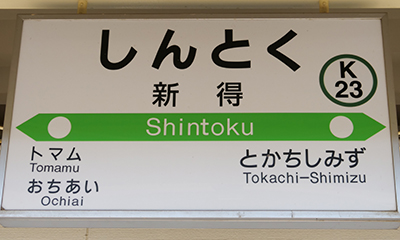 しんとく
新得
K
23
Shintoku
トマム
Tomamu
おちあい
Ochiai
とかちしみず
Tokachi-Shimizu